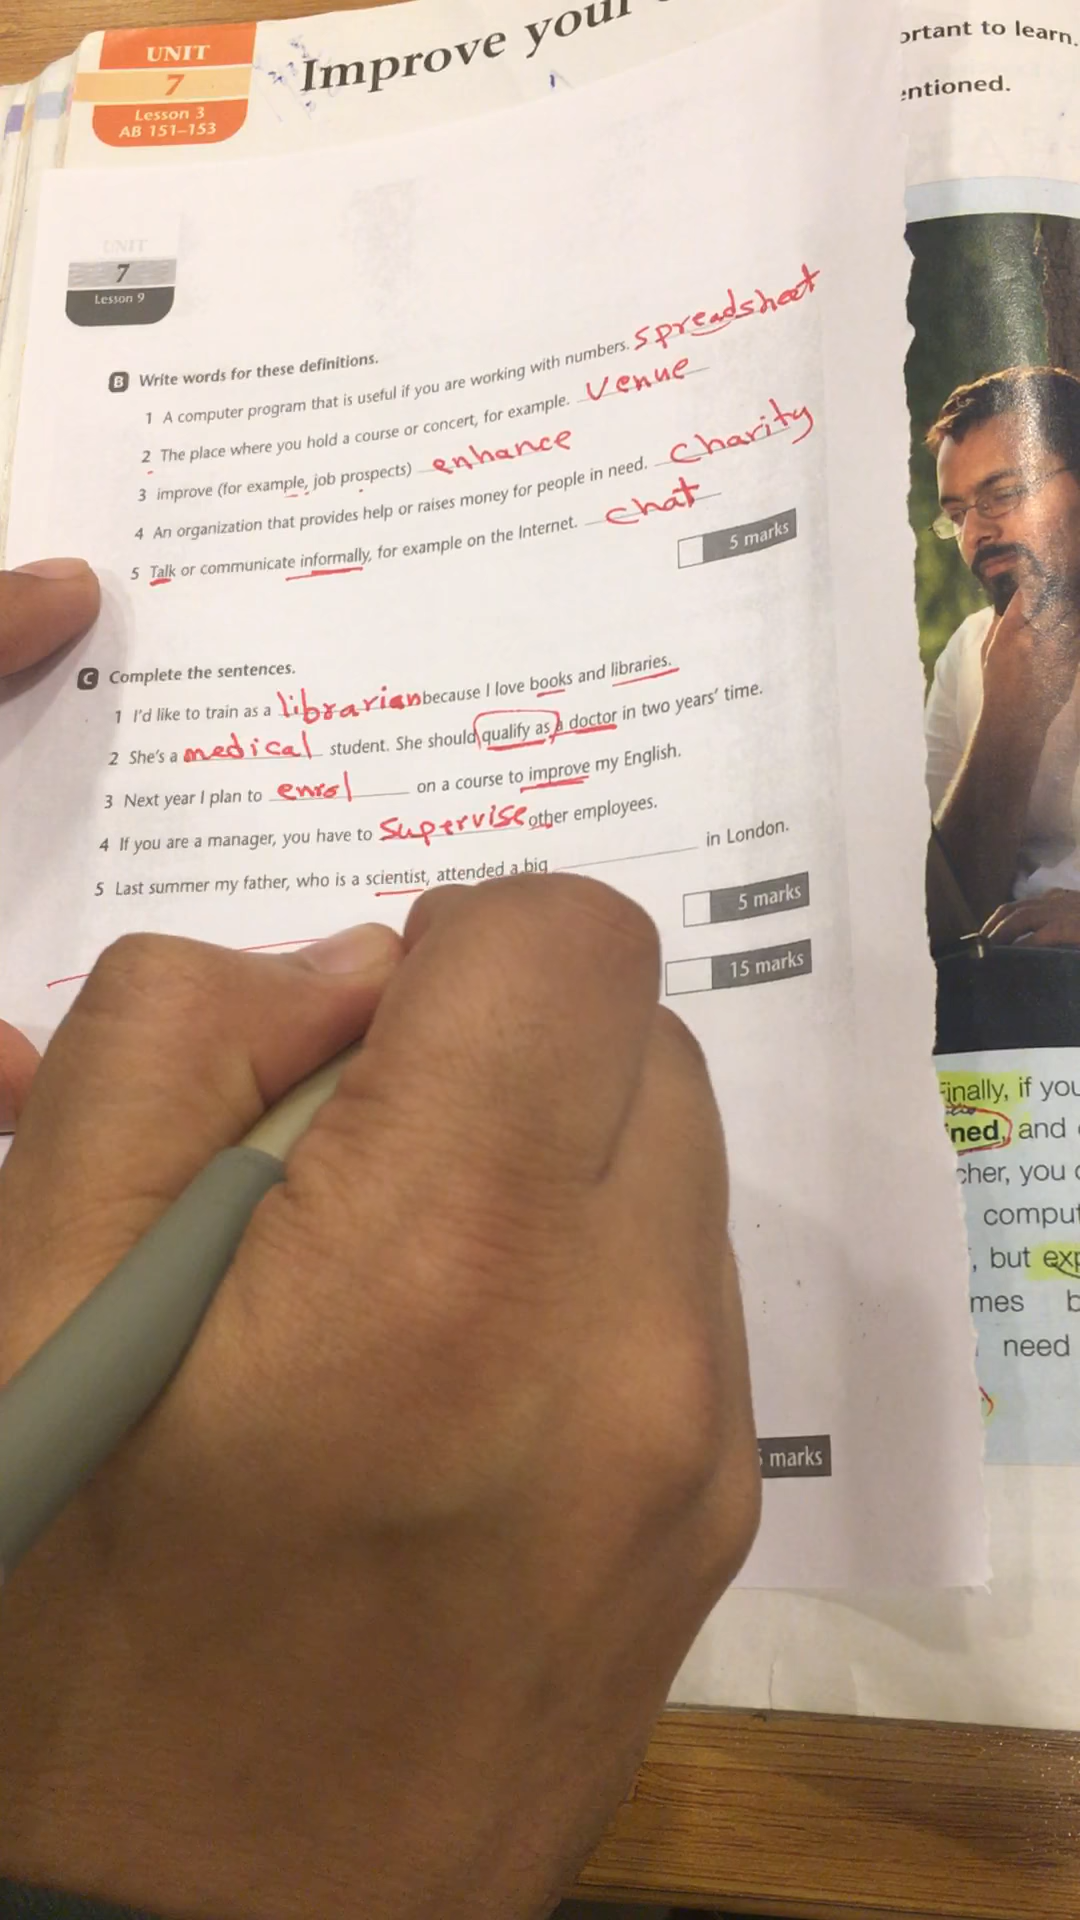 UNIT
7
Lesson 3
AB 151–153
Improve your
ortant to learn.
entioned.
UNIT
7
Lesson 9
B Write words for these definitions.
1 A computer program that is useful if you are working with numbers. spreadsheet
2 The place where you hold a course or concert, for example. venue
3 improve (for example, job prospects) enhance
4 An organization that provides help or raises money for people in need. charity
5 Talk or communicate informally, for example on the Internet. chat
5 marks
C Complete the sentences.
1 I'd like to train as a librarian because I love books and libraries.
2 She's a medical student. She should qualify as a doctor in two years' time.
3 Next year I plan to enrol on a course to improve my English.
4 If you are a manager, you have to supervise other employees.
5 Last summer my father, who is a scientist, attended a big ____ in London.
5 marks
15 marks
marks
Finally, if you
ned, and
cher, you
comput
, but exp
mes b
need